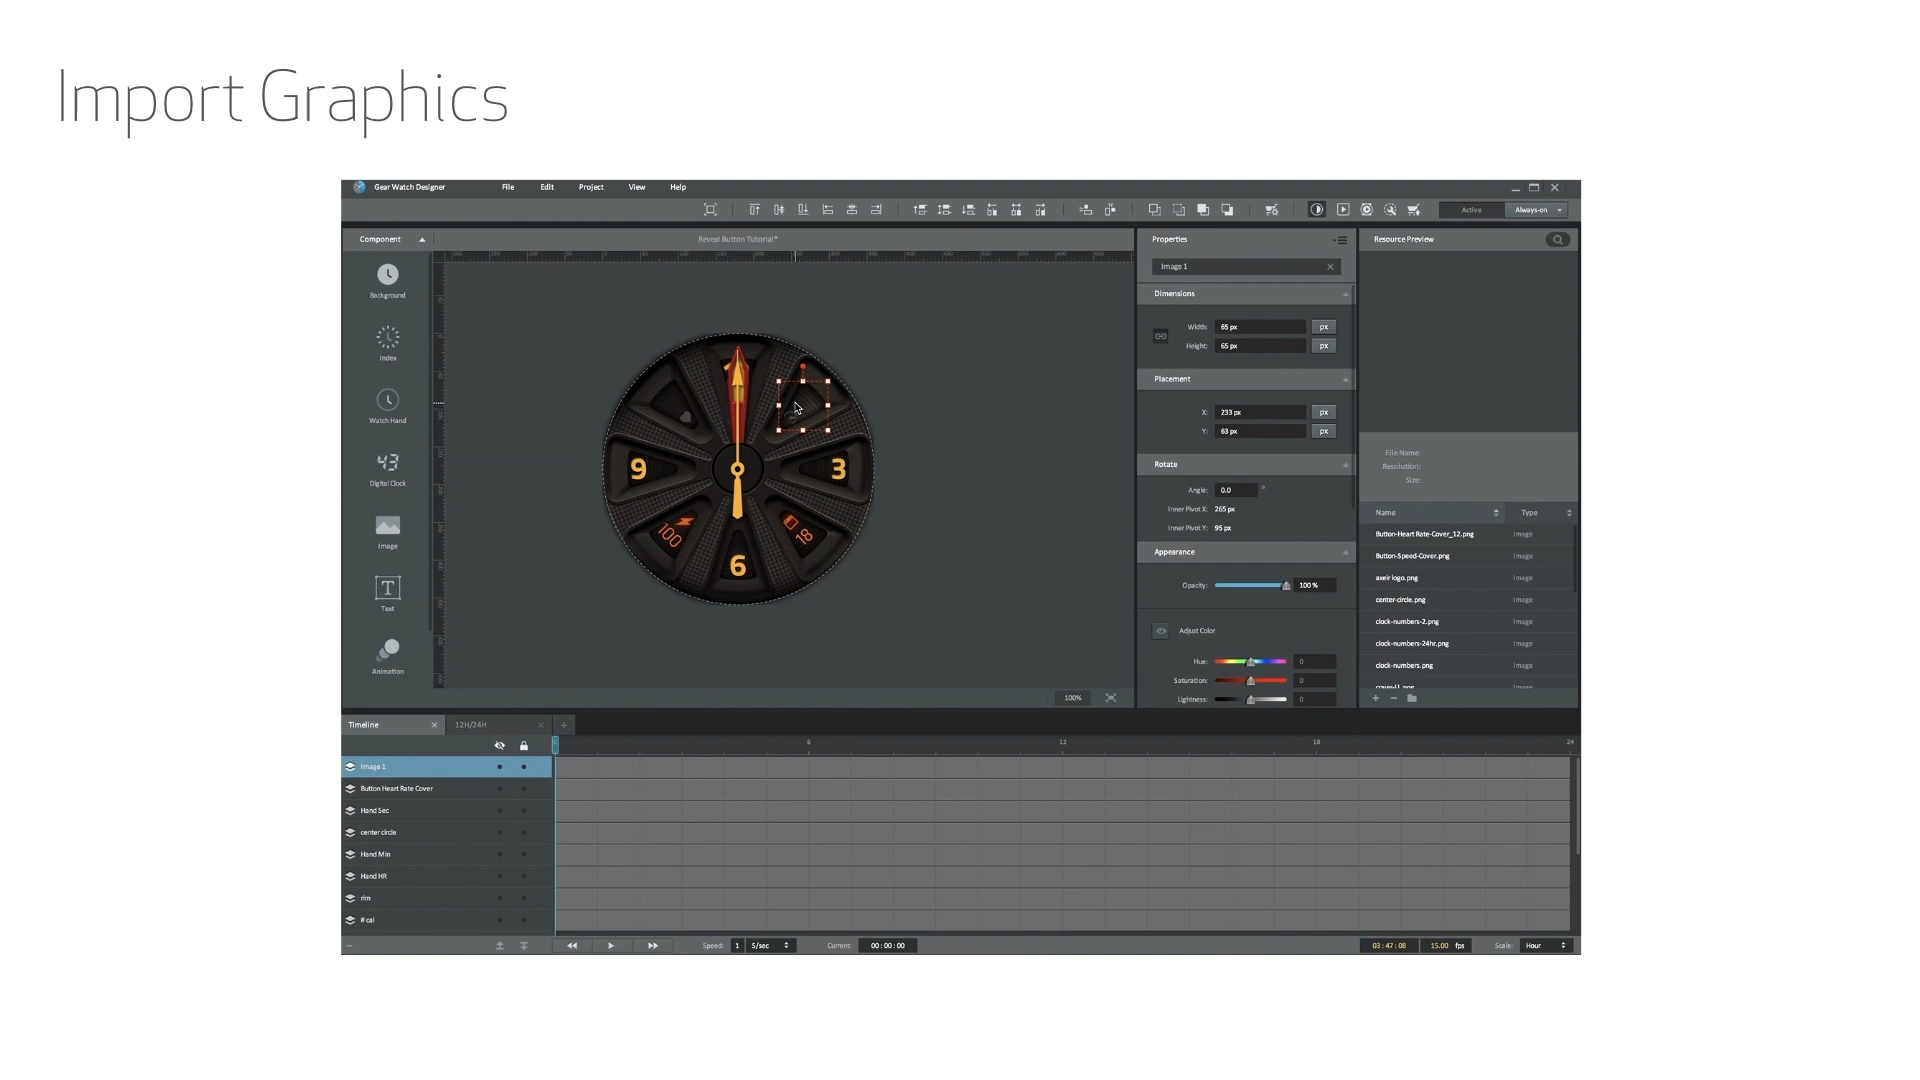 Import Graphics
Gear Watch Designer File Edit Project View Help
Active Always-on
Component
Reveal Button Tutorial*
Background
Index
Watch Hand
43
Digital Clock
Image
T
Text
Animation
9
3
100
18
6
100%
Properties
Image 1
Dimensions
Width: 65 px px
Height: 65 px px
Placement
X: 233 px px
Y: 63 px px
Rotate
Angle: 0.0 °
Inner Pivot X: 265 px
Inner Pivot Y: 95 px
Appearance
Opacity: 100 %
Adjust Color
Hue: 0
Saturation: 0
Lightness: 0
Resource Preview
File Name:
Resolution:
Size:
Name Type
Button-Heart Rate-Cover_12.png Image
Button-Speed-Cover.png Image
axeir logo.png Image
center-circle.png Image
clock-numbers-2.png Image
clock-numbers-24hr.png Image
clock-numbers.png Image
Timeline 12H/24H
6 12 18 24
Image 1
Button Heart Rate Cover
Hand Sec
center circle
Hand Min
Hand HR
rim
# cal
Speed: 1 S/sec Current: 00 : 00 : 00 03 : 47 : 08 15.00 fps Scale: Hour